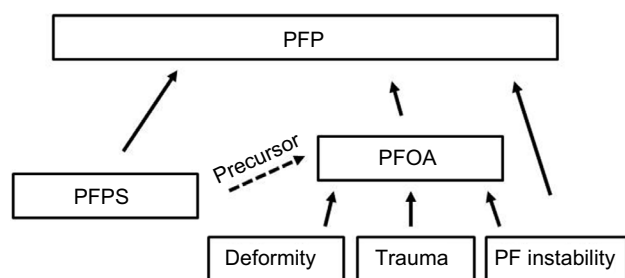 PFP
Precursor
PFOA
PFPS
Deformity
Trauma
PF instability